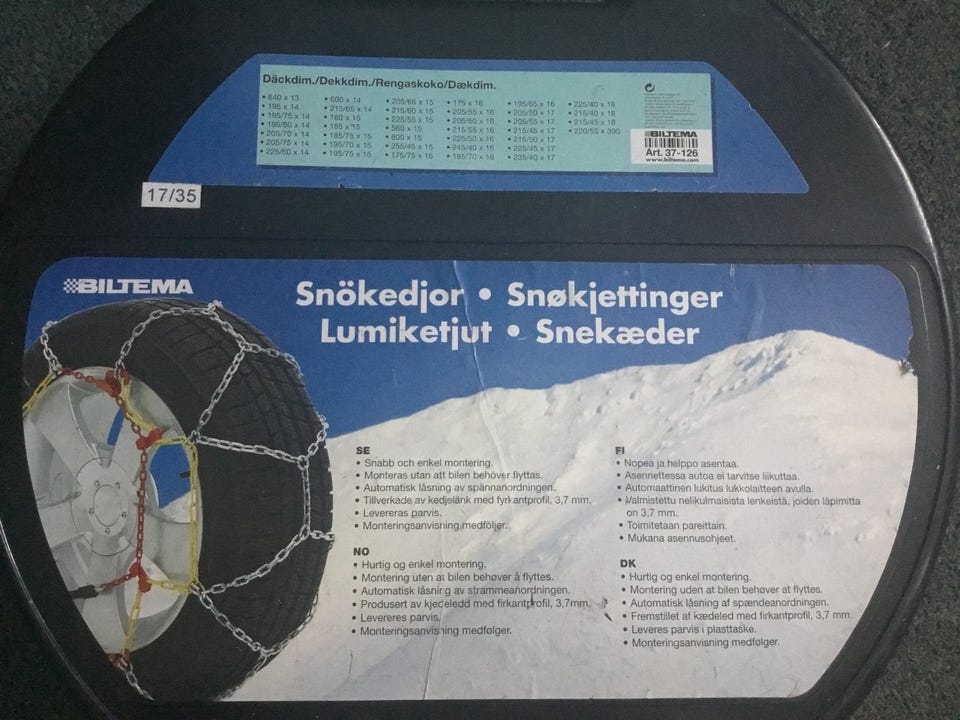 Däckdim./Dekkdim./Rengaskoko/Dækdim.
• 640 x 13
• 195 x 14
• 195/75 x 14
• 195/80 x 14
• 205/70 x 14
• 205/75 x 14
• 225/60 x 14
• 600 x 14
• 215/65 x 14
• 180 x 15
• 185 x 15
• 185/75 x 15
• 195/70 x 15
• 195/75 x 15
• 205/65 x 15
• 215/60 x 15
• 225/55 x 15
• 560 x 15
• 600 x 15
• 255/45 x 15
• 175/75 x 16
• 175 x 16
• 205/55 x 16
• 205/60 x 16
• 215/55 x 16
• 225/50 x 16
• 245/40 x 16
• 185/70 x 16
• 195/65 x 16
• 205/50 x 17
• 205/55 x 17
• 215/45 x 17
• 215/50 x 17
• 225/45 x 17
• 235/40 x 17
• 225/40 x 18
• 215/40 x 18
• 215/45 x 18
• 220/55 x 390
BILTEMA
Art. 37-126
www.biltema.com
17/35
BILTEMA
Snökedjor • Snøkjettinger
Lumiketjut • Snekæder
SE
• Snabb och enkel montering.
• Monteras utan att bilen behöver flyttas.
• Automatisk låsning av spännanordningen.
• Tillverkade av kedjelänk med fyrkantprofil, 3,7 mm.
• Levereras parvis.
• Monteringsanvisning medföljer.
NO
• Hurtig og enkel montering.
• Montering uten at bilen behøver å flyttes.
• Automatisk låsning av strammeanordningen.
• Produsert av kjedeledd med firkantprofil, 3,7mm.
• Levereres parvis.
• Monteringsanvisning medfølger.
FI
• Nopea ja helppo asentaa.
• Asennettessa autoa ei tarvitse liikuttaa.
• Automaattinen lukitus lukkolaitteen avulla.
• Valmistettu nelikulmaisista lenkeistä, joiden läpimitta
on 3,7 mm.
• Toimitetaan pareittain.
• Mukana asennusohjeet.
DK
• Hurtig og enkel montering.
• Montering uden at bilen behøver at flyttes.
• Automatisk låsning af spændeanordningen.
• Fremstillet af kædeled med firkantprofil, 3,7 mm.
• Leveres parvis i plasttaske.
• Monteringsanvisning medfølger.